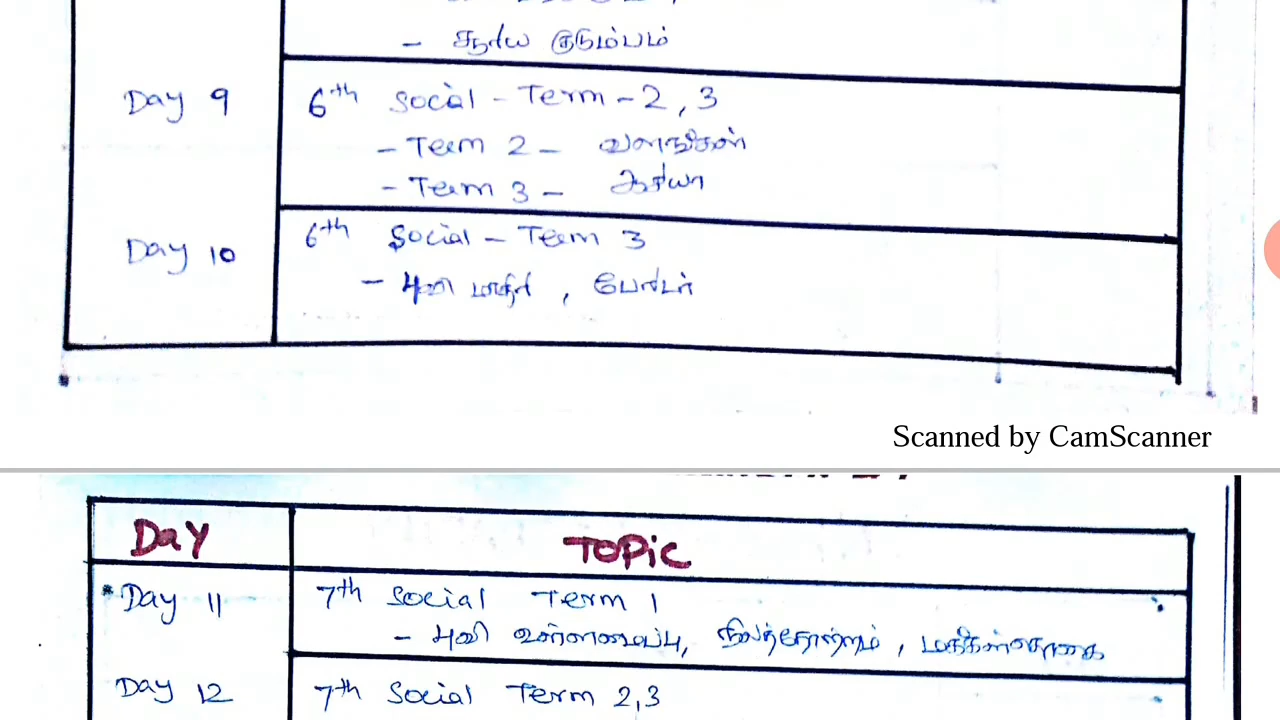 - சூரிய குடும்பம்
Day 9
6th Social - Term - 2, 3
- Term 2 - வளங்கள்
- Term 3 - ஆசியா
Day 10
6th Social - Term 3
- புவி மாதிரி, பேரிடர்
Scanned by CamScanner
Day
Topic
Day 11
7th Social Term 1
- புவி உள்ளமைப்பு, நிலத்தோற்றம், மக்கள்தொகை
Day 12
7th Social Term 2,3